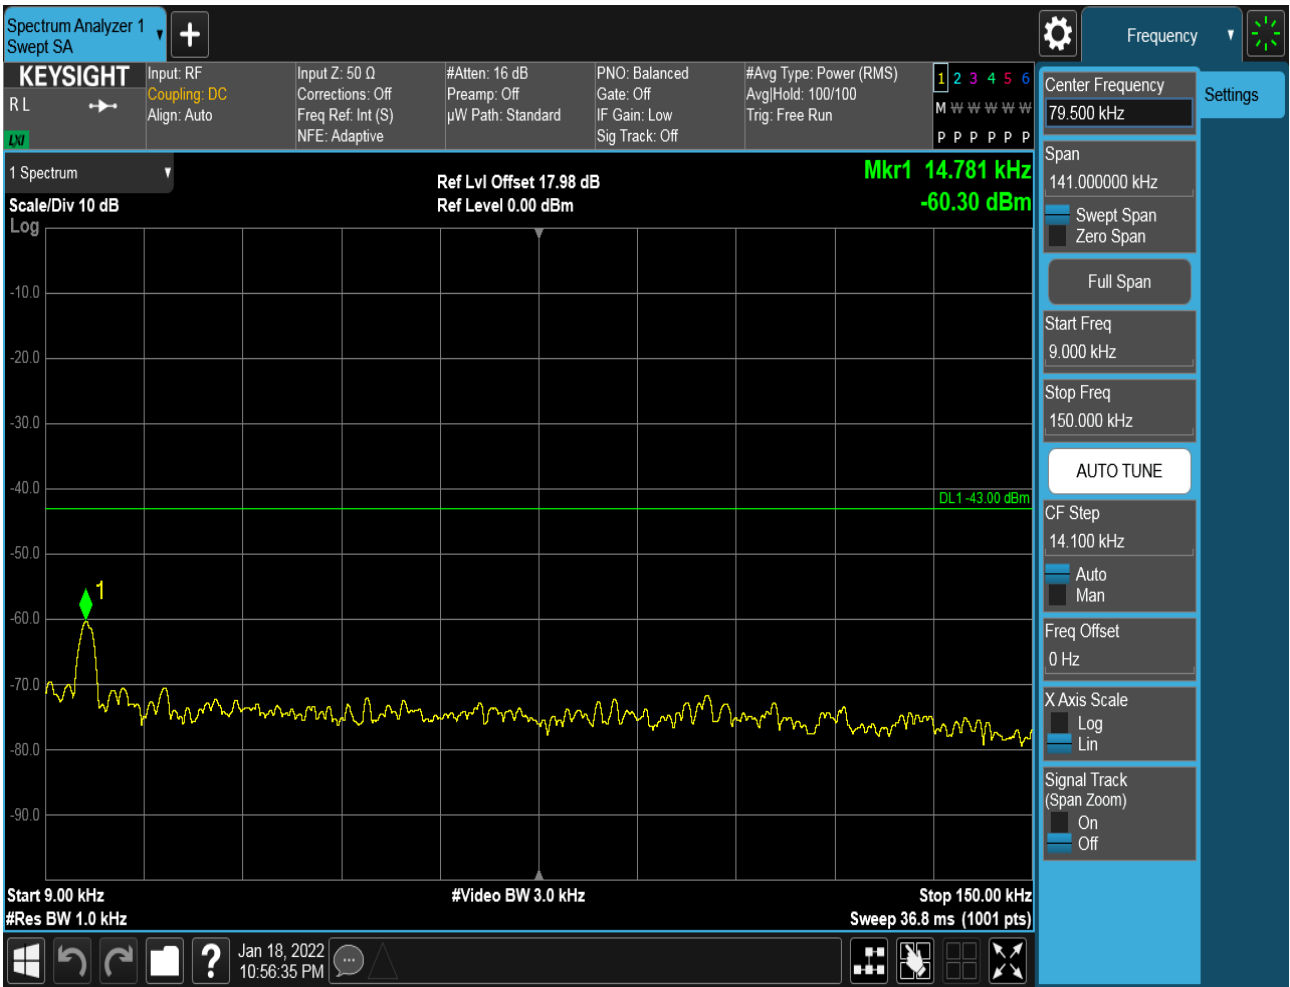 Spectrum Analyzer 1
Swept SA
Frequency
KEYSIGHT
R L
LXI
Input: RF
Coupling: DC
Align: Auto
Input Z: 50 Ω
Corrections: Off
Freq Ref: Int (S)
NFE: Adaptive
#Atten: 16 dB
Preamp: Off
µW Path: Standard
PNO: Balanced
Gate: Off
IF Gain: Low
Sig Track: Off
#Avg Type: Power (RMS)
Avg|Hold: 100/100
Trig: Free Run
1 2 3 4 5 6
M W W W W W
P P P P P P
Settings
Center Frequency
79.500 kHz
Span
141.000000 kHz
Swept Span
Zero Span
Full Span
Start Freq
9.000 kHz
Stop Freq
150.000 kHz
AUTO TUNE
CF Step
14.100 kHz
Auto
Man
Freq Offset
0 Hz
X Axis Scale
Log
Lin
Signal Track
(Span Zoom)
On
Off
1 Spectrum
Scale/Div 10 dB
Log
Ref Lvl Offset 17.98 dB
Ref Level 0.00 dBm
Mkr1 14.781 kHz
-60.30 dBm
-10.0
-20.0
-30.0
-40.0
DL1 -43.00 dBm
-50.0
1
-60.0
-70.0
-80.0
-90.0
Start 9.00 kHz
#Video BW 3.0 kHz
Stop 150.00 kHz
#Res BW 1.0 kHz
Sweep 36.8 ms (1001 pts)
?
Jan 18, 2022
10:56:35 PM